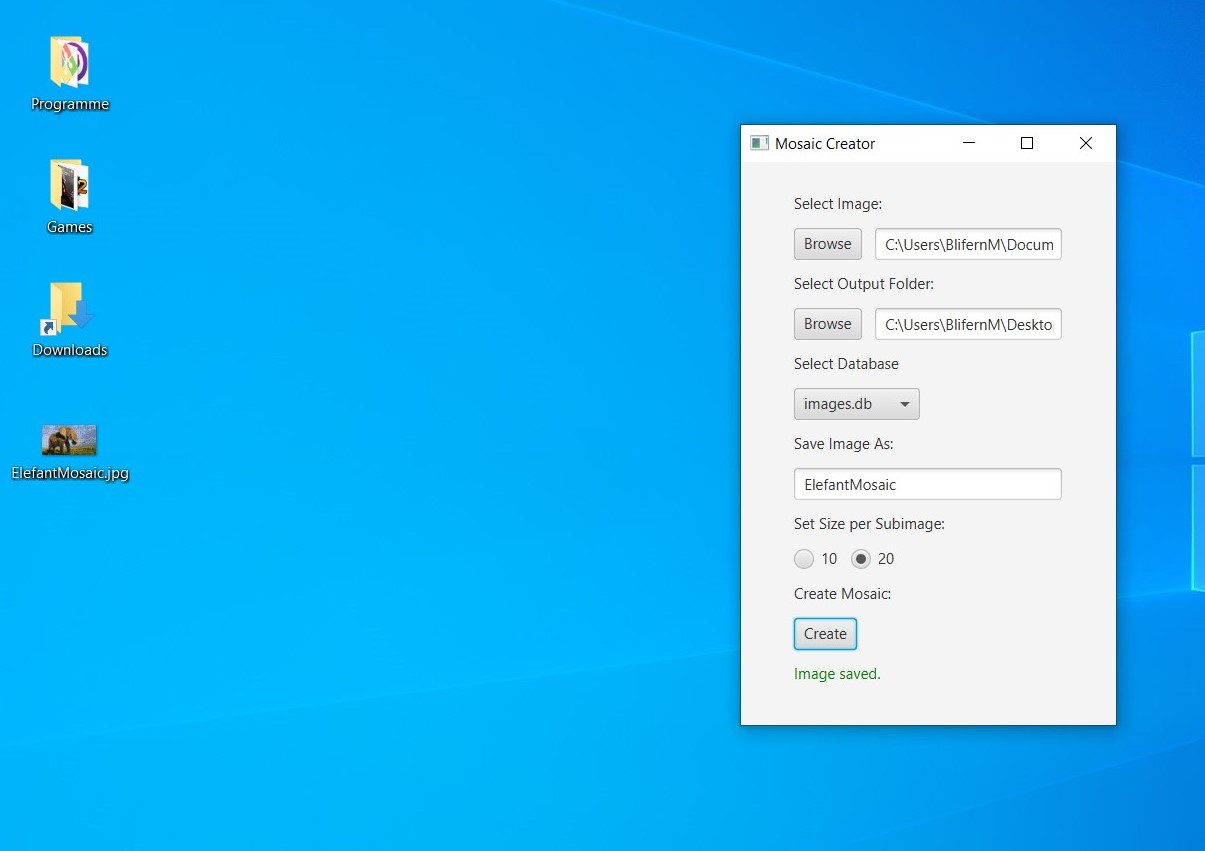 Programme
Games
Downloads
ElefantMosaic.jpg
Mosaic Creator
Select Image:
Browse C:\Users\BlifernM\Docum
Select Output Folder:
Browse C:\Users\BlifernM\Deskto
Select Database
images.db
Save Image As:
ElefantMosaic
Set Size per Subimage:
10 20
Create Mosaic:
Create
Image saved.